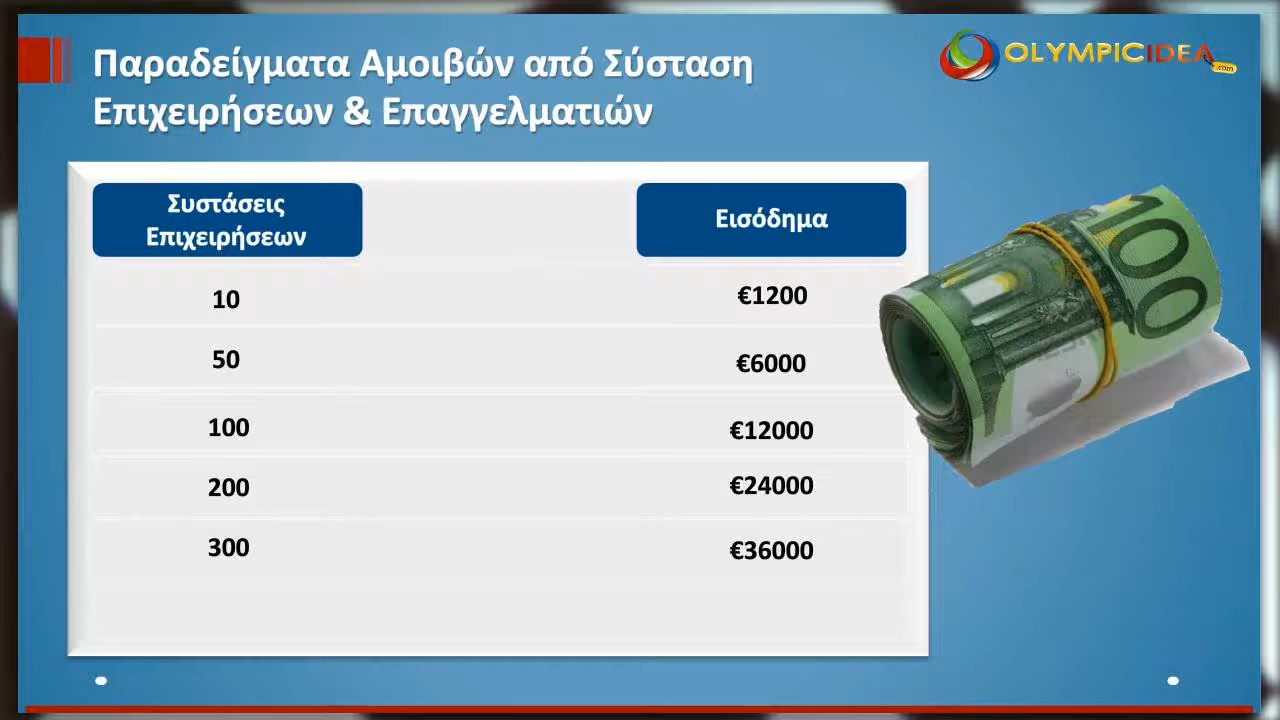 Παραδείγματα Αμοιβών από Σύσταση
Επιχειρήσεων & Επαγγελματιών
OLYMPICIDEA
.com
Συστάσεις
Επιχειρήσεων
Εισόδημα
10 €1200
50 €6000
100 €12000
200 €24000
300 €36000
100